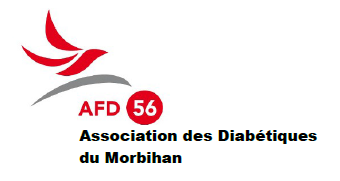 AFD 56
Association des Diabétiques
du Morbihan